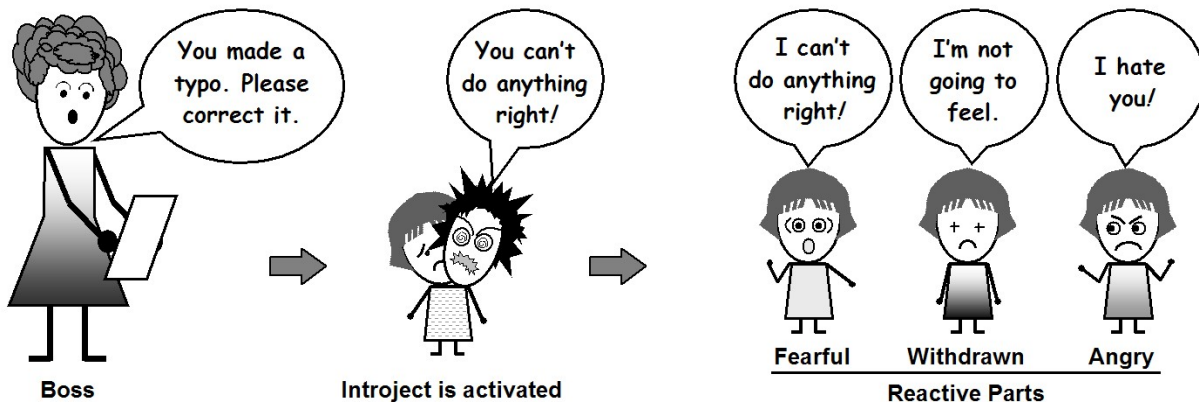 You made a
typo. Please
correct it.
You can't
do anything
right!
I can't
do anything
right!
I'm not
going to
feel.
I hate
you!
Boss
Introject is activated
Fearful
Withdrawn
Angry
Reactive Parts